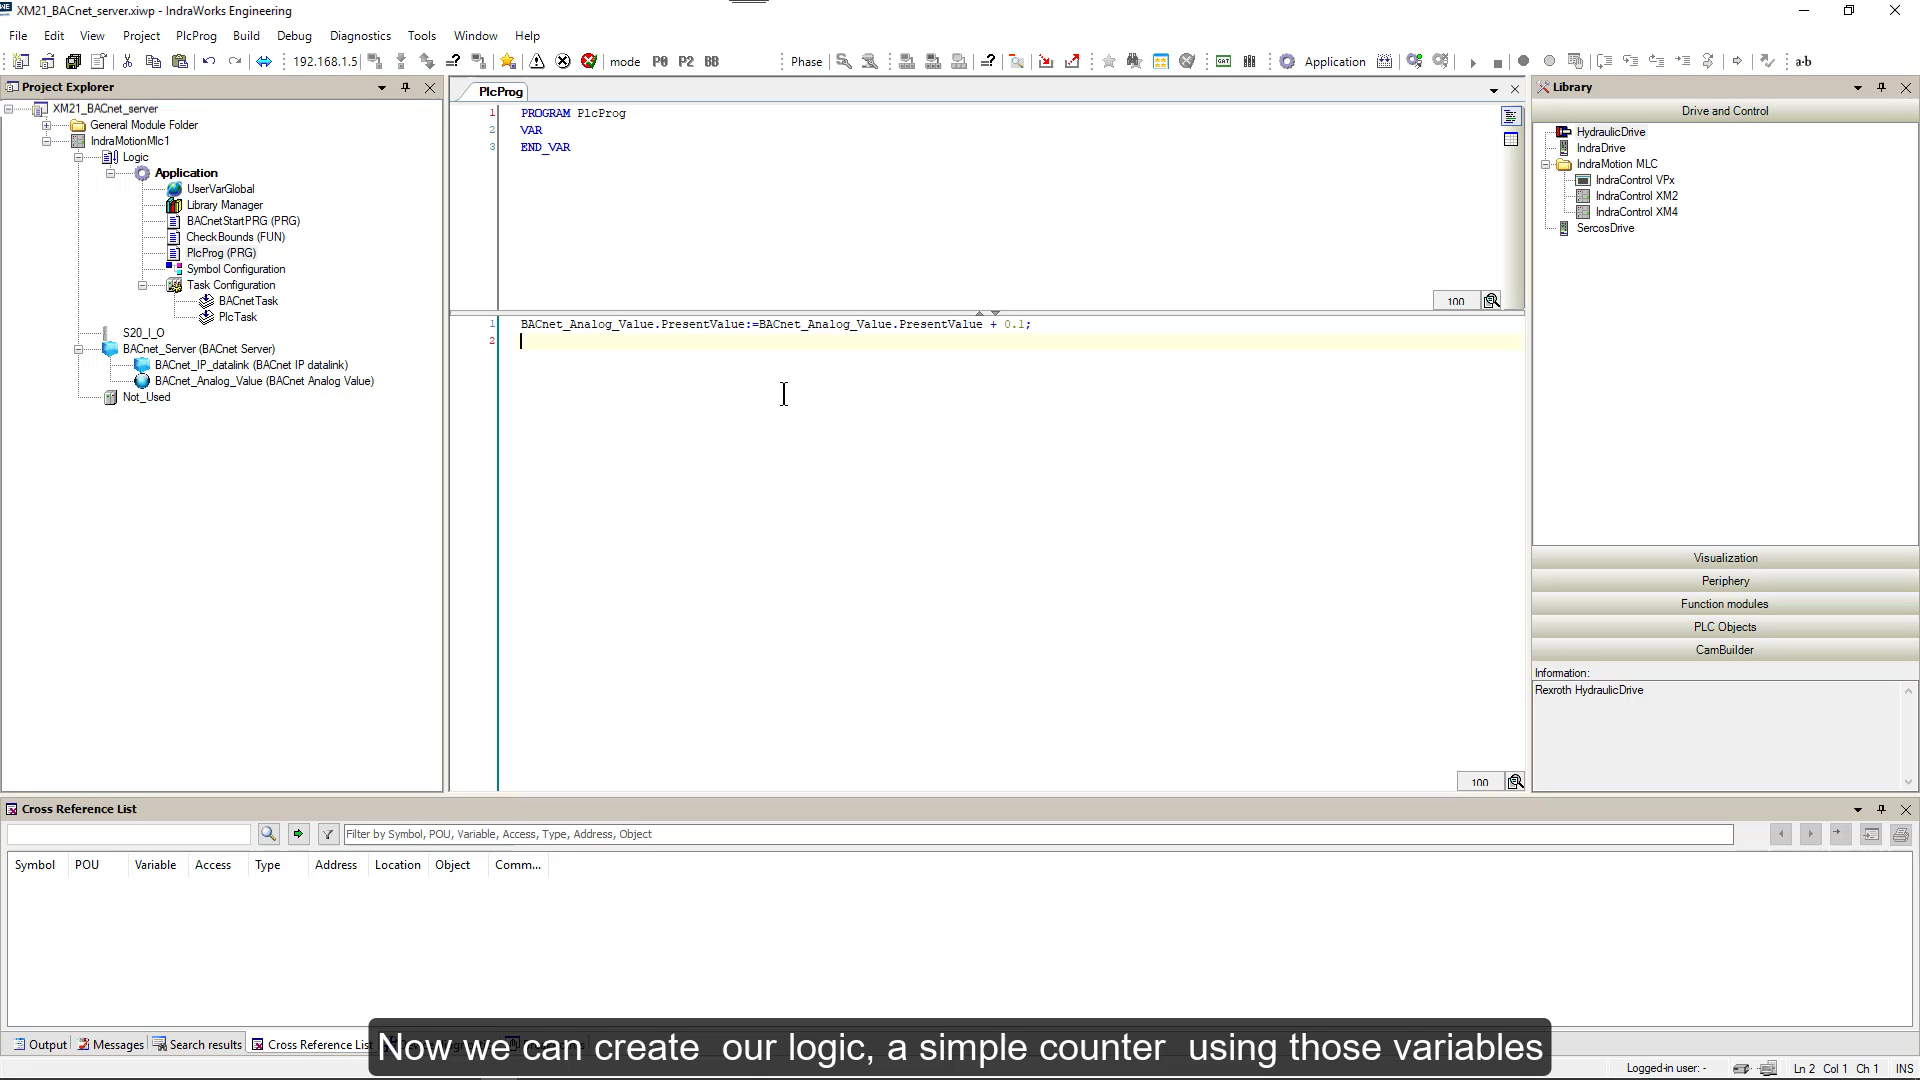 XM21_BACnet_server.xiwp - IndraWorks Engineering
File Edit View Project PlcProg Build Debug Diagnostics Tools Window Help
192.168.1.5 mode P0 P2 BB Phase Application a·b
Project Explorer
XM21_BACnet_server
General Module Folder
IndraMotionMlc1
Logic
Application
UserVarGlobal
Library Manager
BACnetStartPRG (PRG)
CheckBounds (FUN)
PlcProg (PRG)
Symbol Configuration
Task Configuration
BACnetTask
PlcTask
S20_I_O
BACnet_Server (BACnet Server)
BACnet_IP_datalink (BACnet IP datalink)
BACnet_Analog_Value (BACnet Analog Value)
Not_Used
PlcProg
1 PROGRAM PlcProg
2 VAR
3 END_VAR
100
1 BACnet_Analog_Value.PresentValue:=BACnet_Analog_Value.PresentValue + 0.1;
2
100
Library
Drive and Control
HydraulicDrive
IndraDrive
IndraMotion MLC
IndraControl VPx
IndraControl XM2
IndraControl XM4
SercosDrive
Visualization
Periphery
Function modules
PLC Objects
CamBuilder
Information:
Rexroth HydraulicDrive
Cross Reference List
Filter by Symbol, POU, Variable, Access, Type, Address, Object
Symbol POU Variable Access Type Address Location Object Comm...
Output Messages Search results Cross Reference List
Now we can create our logic, a simple counter using those variables
Logged-in user: - Ln 2 Col 1 Ch 1 INS